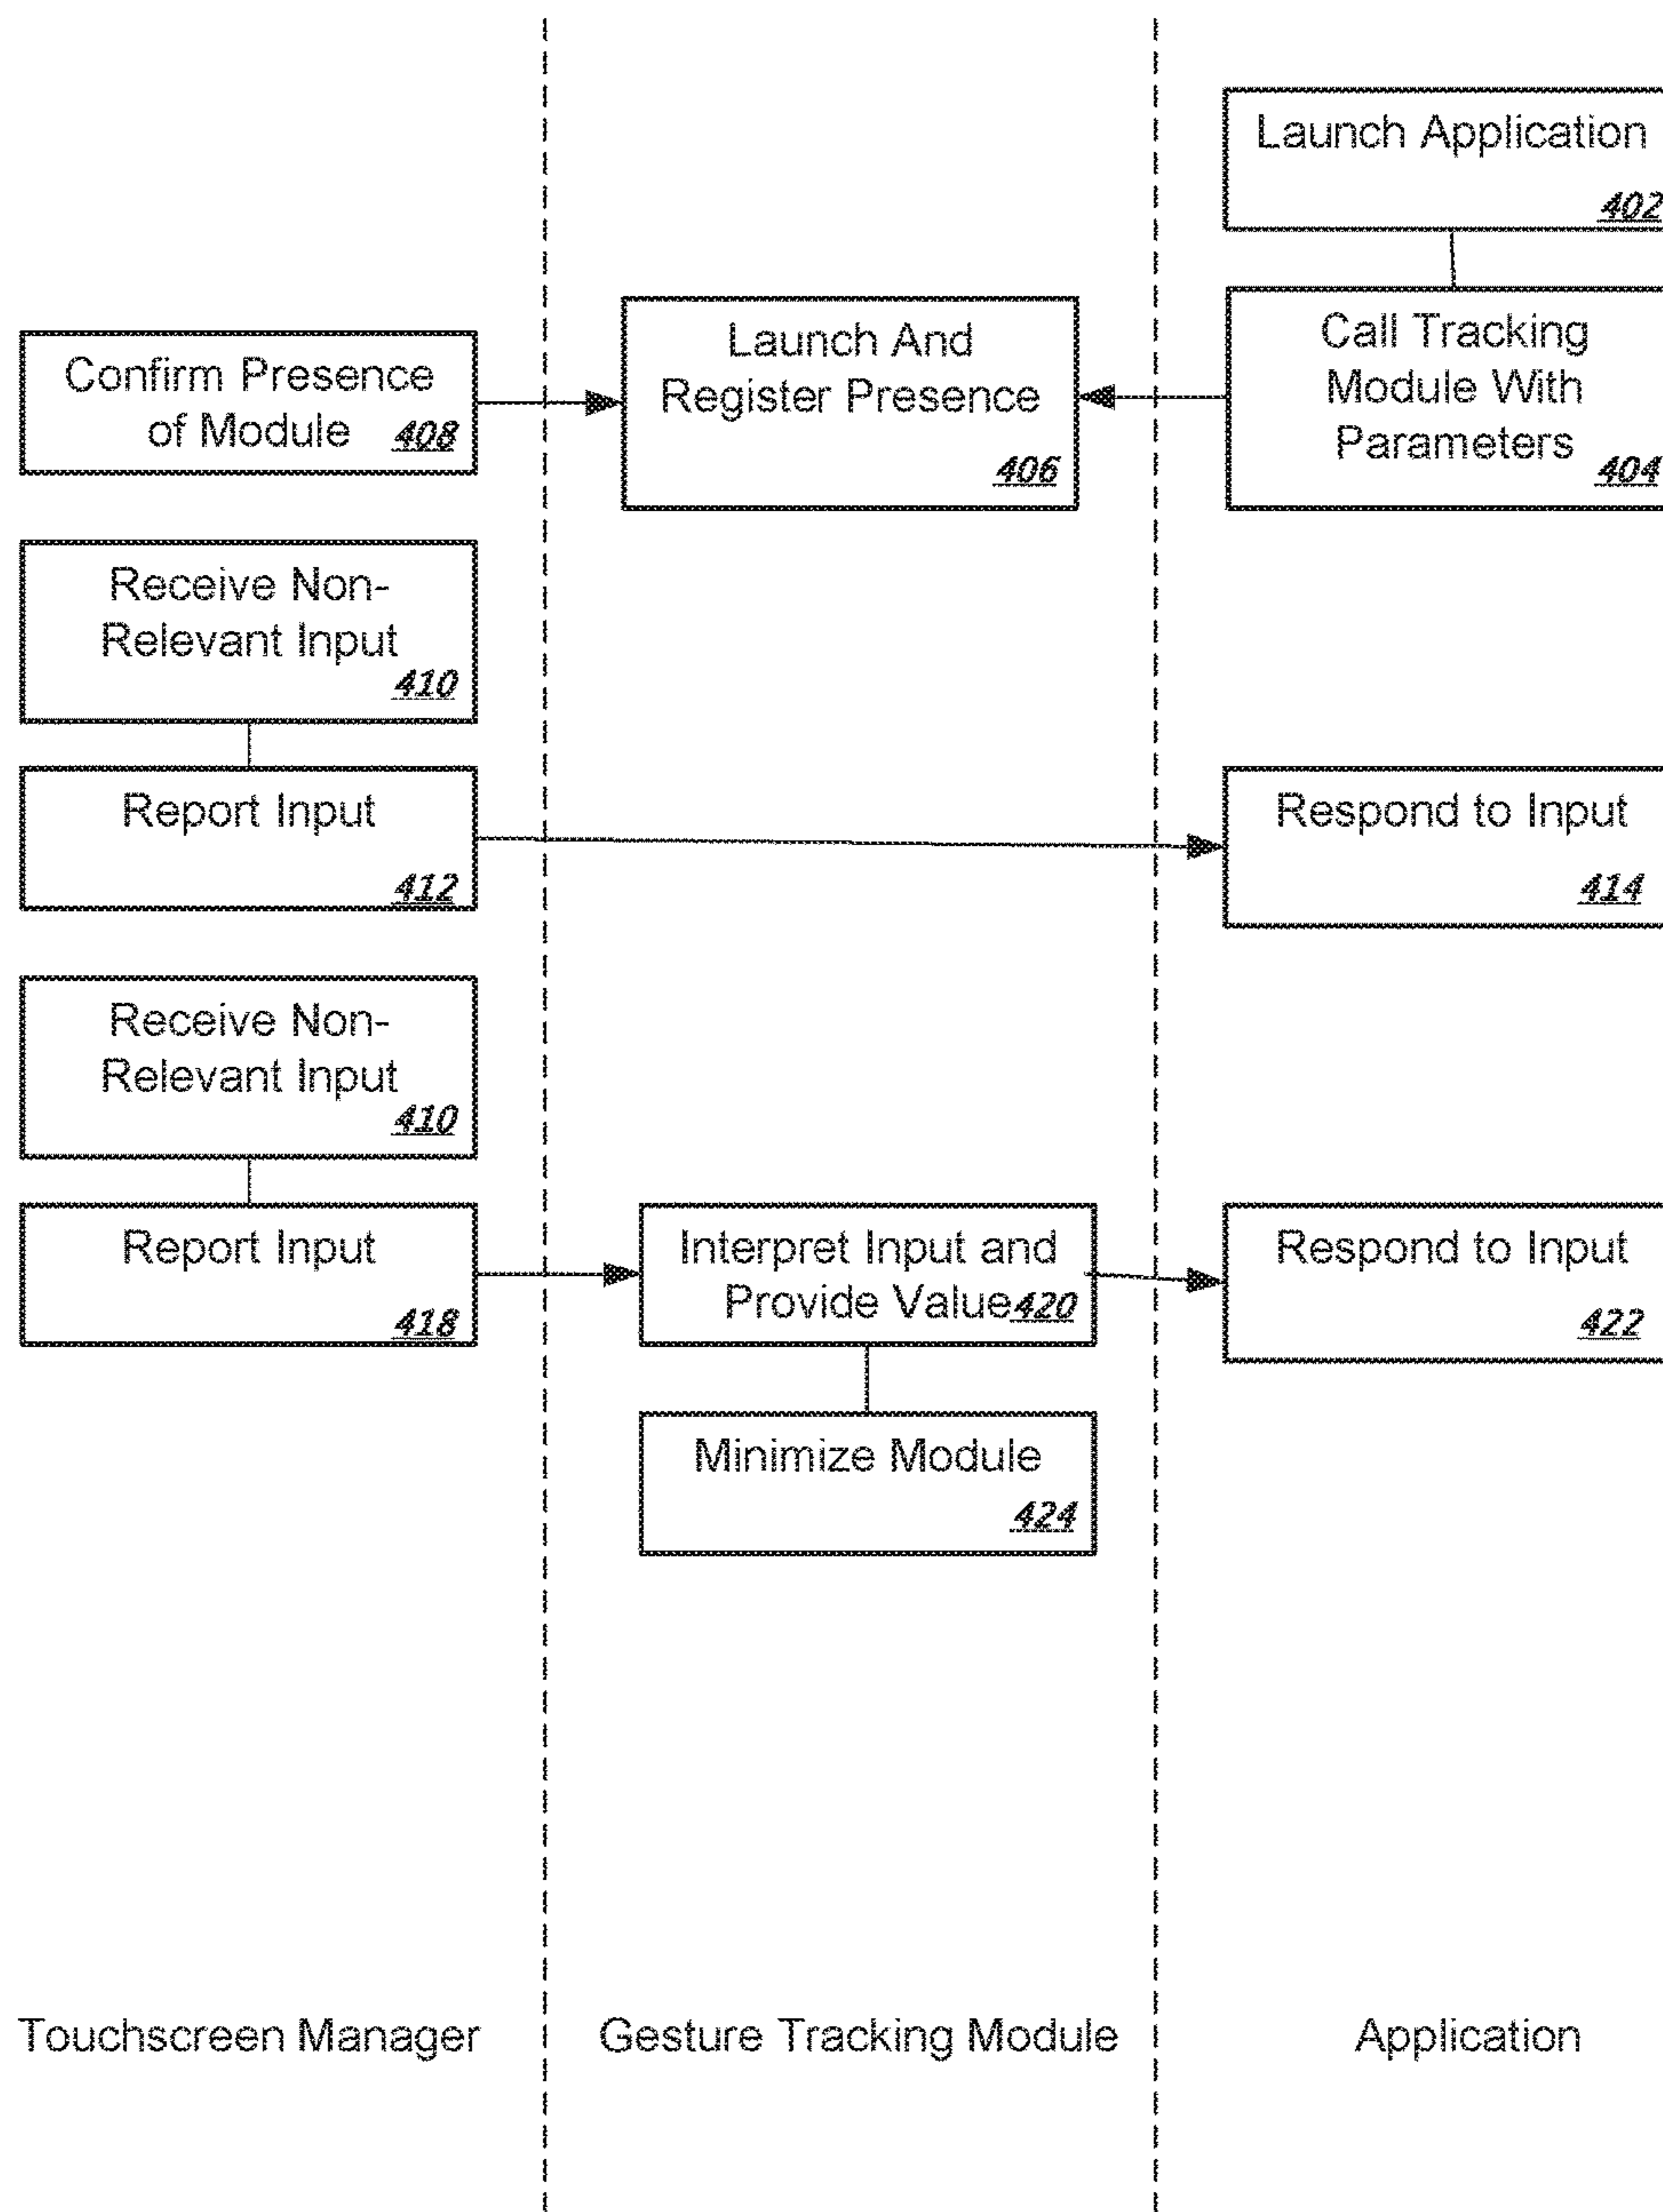 Launch Application
402
Confirm Presence
of Module 408
Launch And
Register Presence
406
Call Tracking
Module With
Parameters
404
Receive Non-
Relevant Input
410
Report Input
412
Respond to Input
414
Receive Non-
Relevant Input
410
Report Input
418
Interpret Input and
Provide Value 420
Respond to Input
422
Minimize Module
424
Touchscreen Manager
Gesture Tracking Module
Application